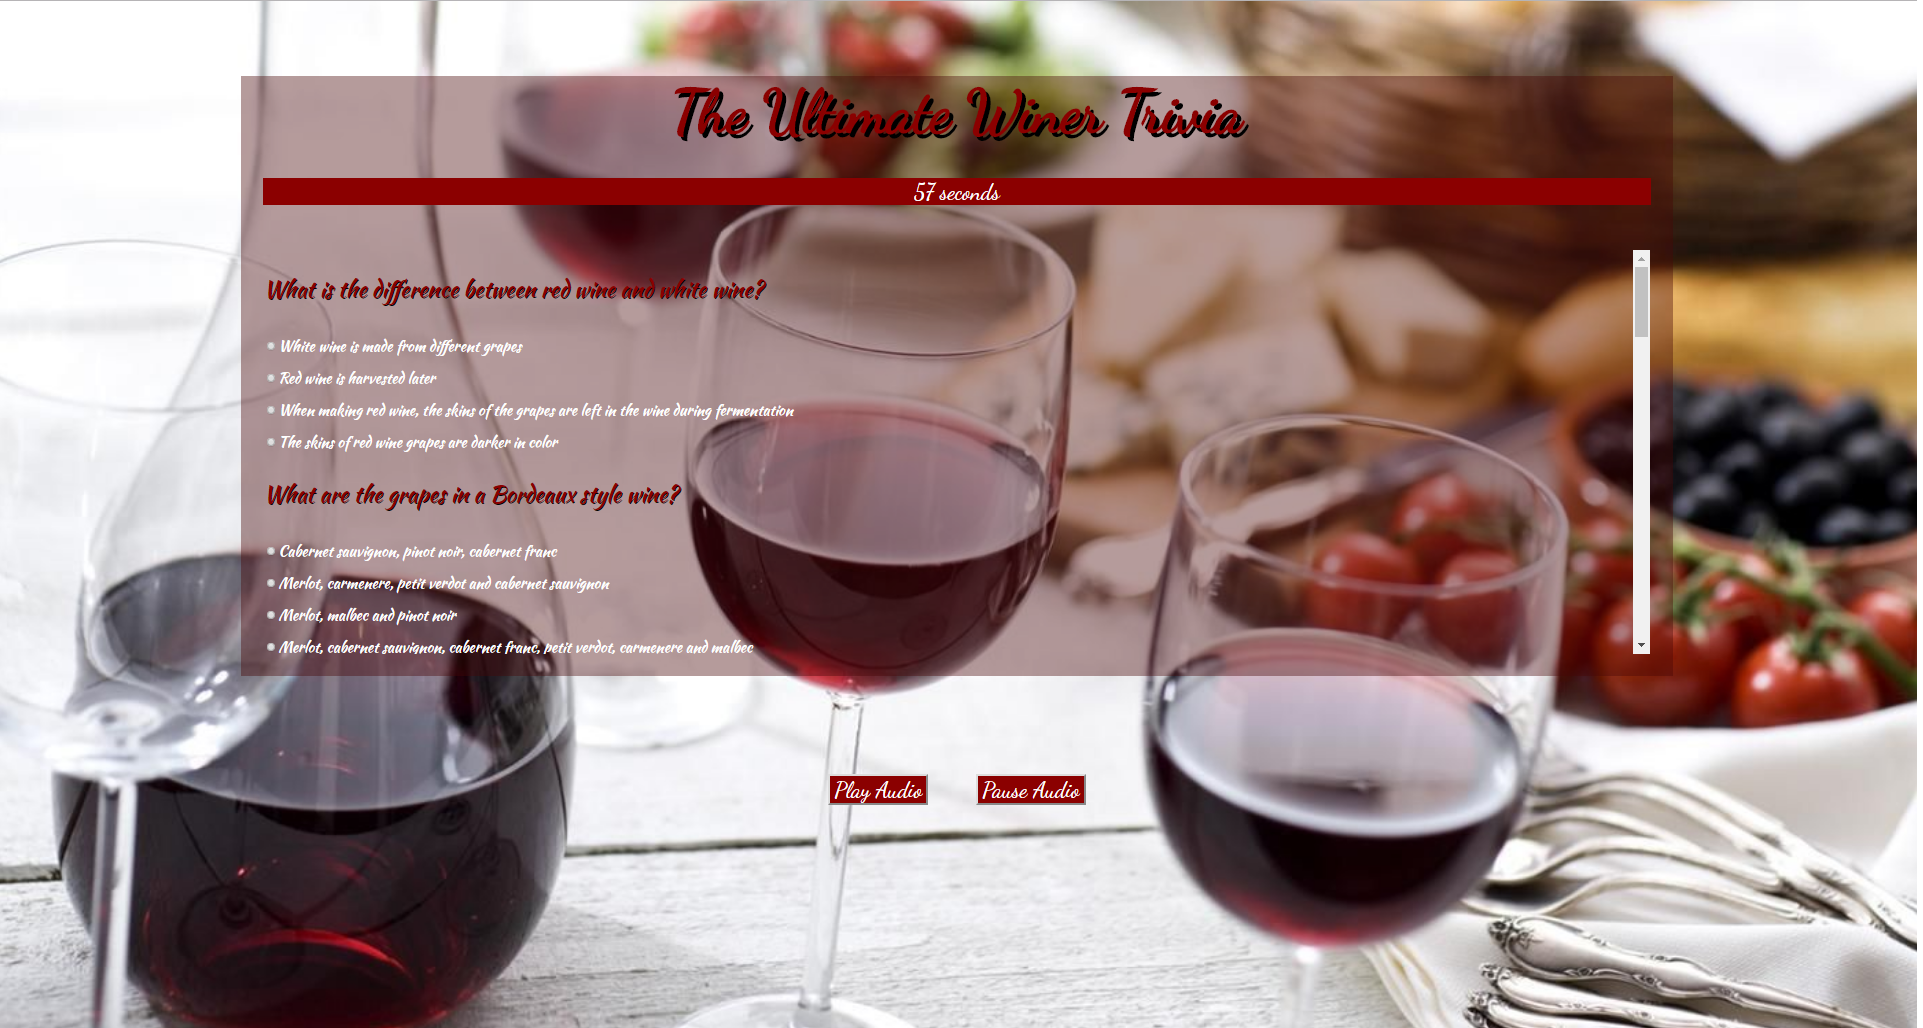 The Ultimate Winer Trivia
57 seconds
What is the difference between red wine and white wine?
White wine is made from different grapes
Red wine is harvested later
When making red wine, the skins of the grapes are left in the wine during fermentation
The skins of red wine grapes are darker in color
What are the grapes in a Bordeaux style wine?
Cabernet sauvignon, pinot noir, cabernet franc
Merlot, carmenere, petit verdot and cabernet sauvignon
Merlot, malbec and pinot noir
Merlot, cabernet sauvignon, cabernet franc, petit verdot, carmenere and malbec
Play Audio
Pause Audio